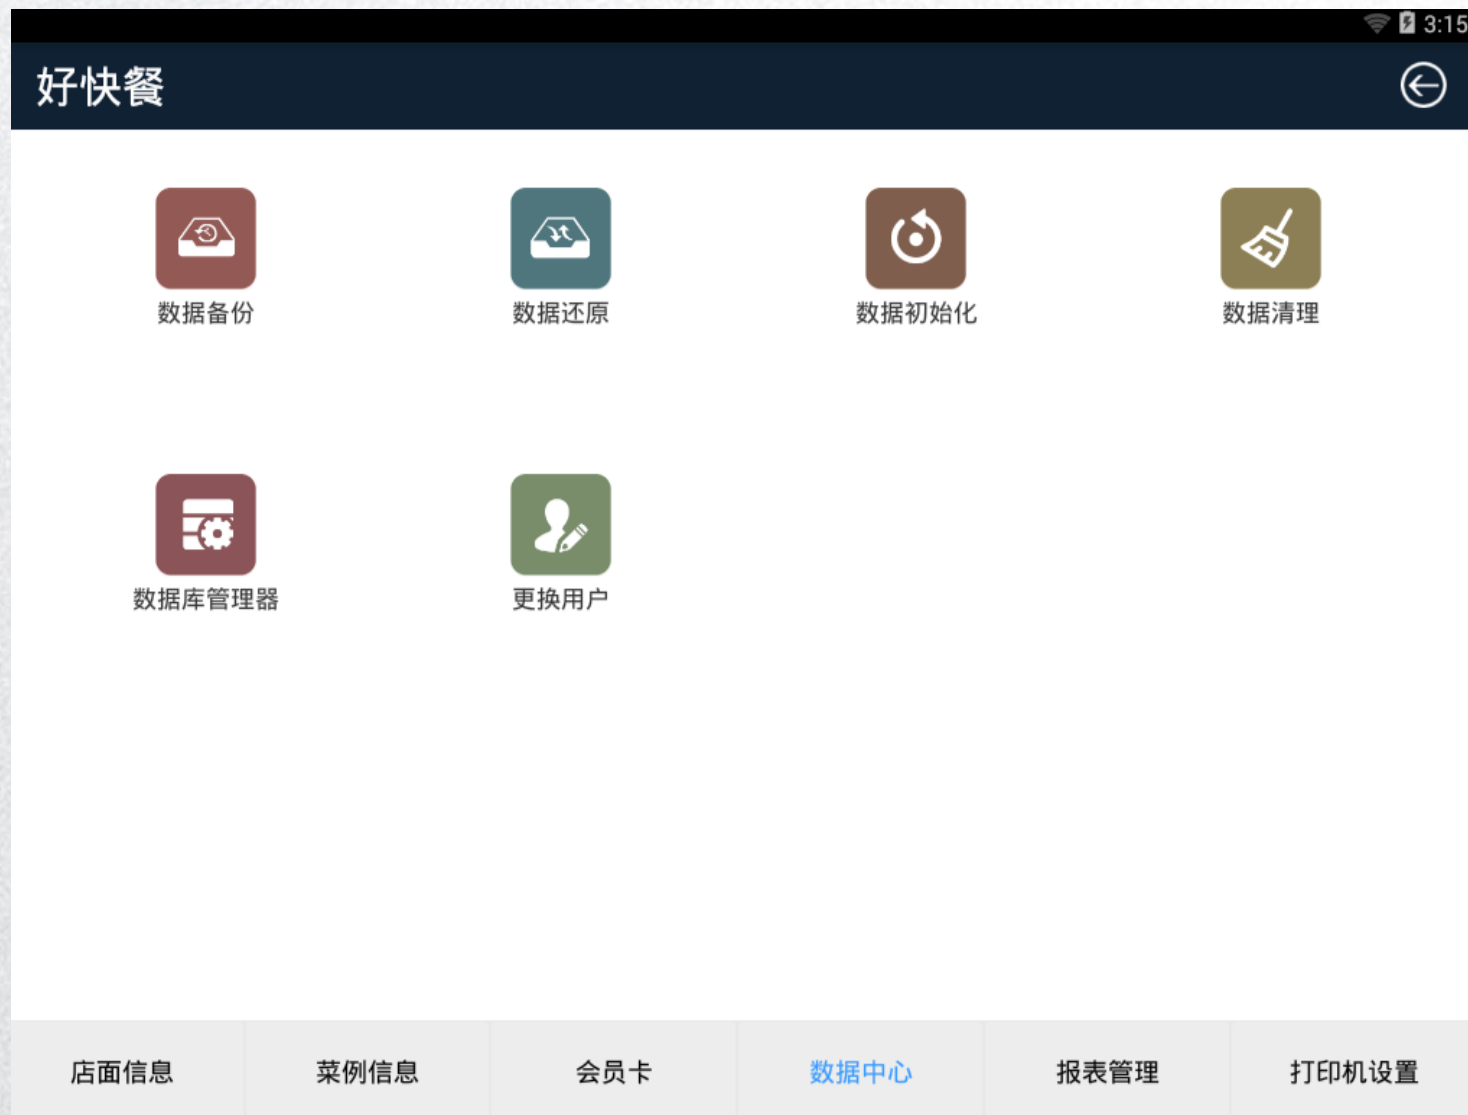 3:15
好快餐
数据备份
数据还原
数据初始化
数据清理
数据库管理器
更换用户
店面信息
菜例信息
会员卡
数据中心
报表管理
打印机设置